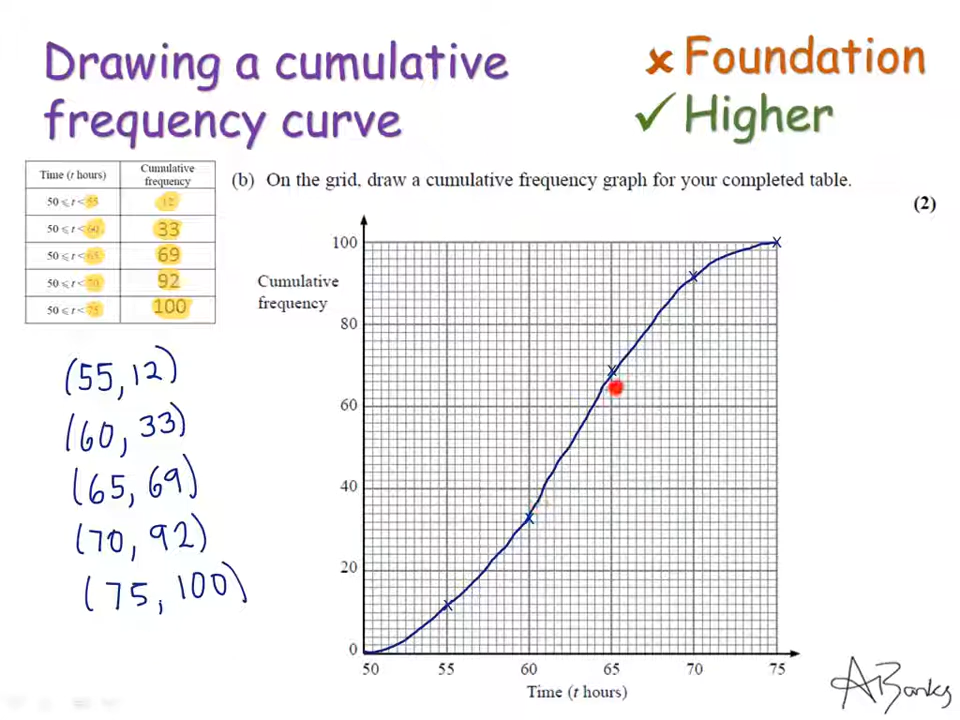 Drawing a cumulative
frequency curve
× Foundation
✓ Higher
Time (t hours) Cumulative frequency
50 ⩽ t < 55 12
50 ⩽ t < 60 33
50 ⩽ t < 65 69
50 ⩽ t < 70 92
50 ⩽ t < 75 100
(b) On the grid, draw a cumulative frequency graph for your completed table.
(2)
Cumulative
frequency
100
80
60
40
20
0
50 55 60 65 70 75
Time (t hours)
(55, 12)
(60, 33)
(65, 69)
(70, 92)
(75, 100)
A Banks